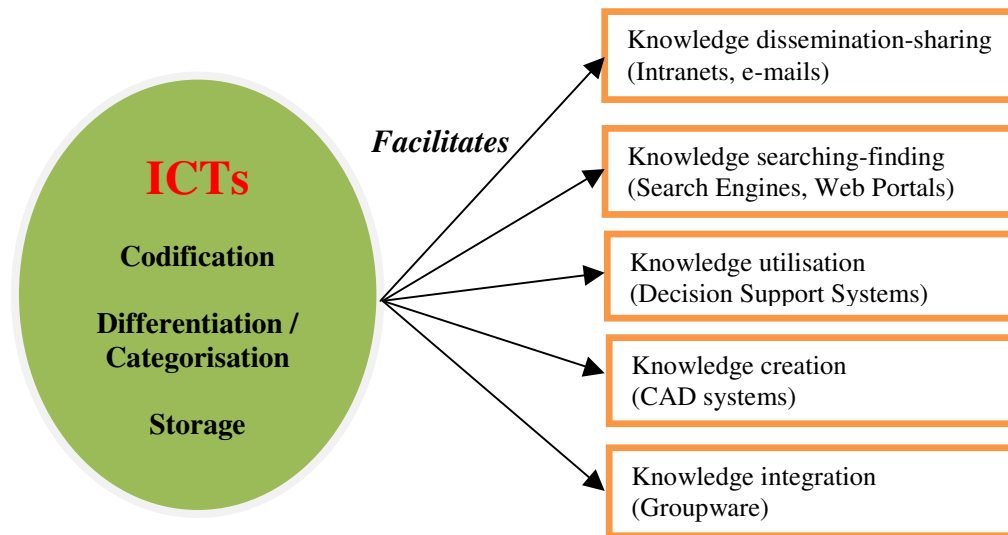 ICTs
Codification
Differentiation /
Categorisation
Storage
Facilitates
Knowledge dissemination-sharing
(Intranets, e-mails)
Knowledge searching-finding
(Search Engines, Web Portals)
Knowledge utilisation
(Decision Support Systems)
Knowledge creation
(CAD systems)
Knowledge integration
(Groupware)